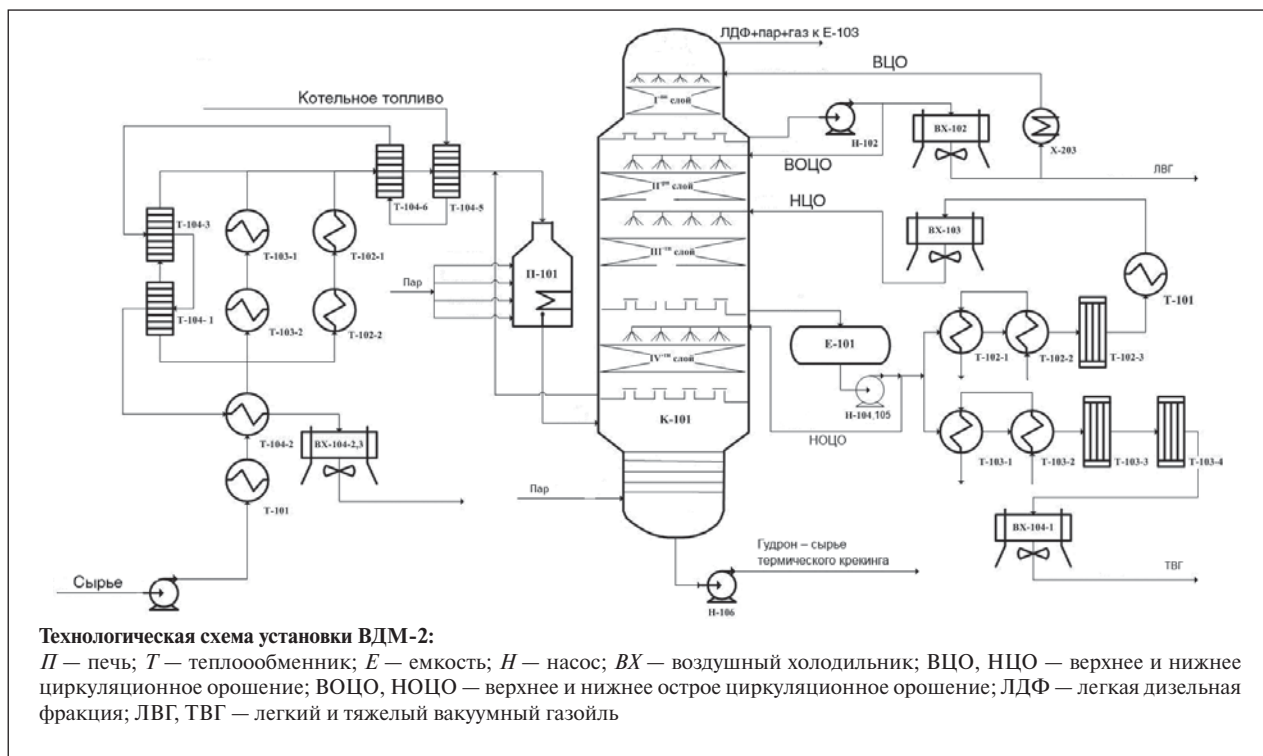 ЛДФ+пар+газ к Е-103
ВЦО
Котельное топливо
I-ый слой
Н-102
ВХ-102
Х-203
ВОЦО
ЛВГ
II-ой слой
Т-104-6
Т-104-5
НЦО
Т-104-3
ВХ-103
Т-103-1
Т-102-1
III-ий слой
П-101
Пар
Т-101
Т-104- 1
Т-103-2
Т-102-2
Е-101
IV-ый слой
Т-102-1
Т-102-2
Т-102-3
К-101
Н-104,105
НОЦО
Т-104-2
ВХ-104-2,3
Т-103-1
Т-103-2
Т-103-3
Т-103-4
Т-101
Пар
ВХ-104-1
Гудрон – сырье
термического крекинга
Сырье
ТВГ
Н-106
Технологическая схема установки ВДМ-2:
П — печь; Т — теплоообменник; Е — емкость; Н — насос; ВХ — воздушный холодильник; ВЦО, НЦО — верхнее и нижнее
циркуляционное орошение; ВОЦО, НОЦО — верхнее и нижнее острое циркуляционное орошение; ЛДФ — легкая дизельная
фракция; ЛВГ, ТВГ — легкий и тяжелый вакуумный газойль